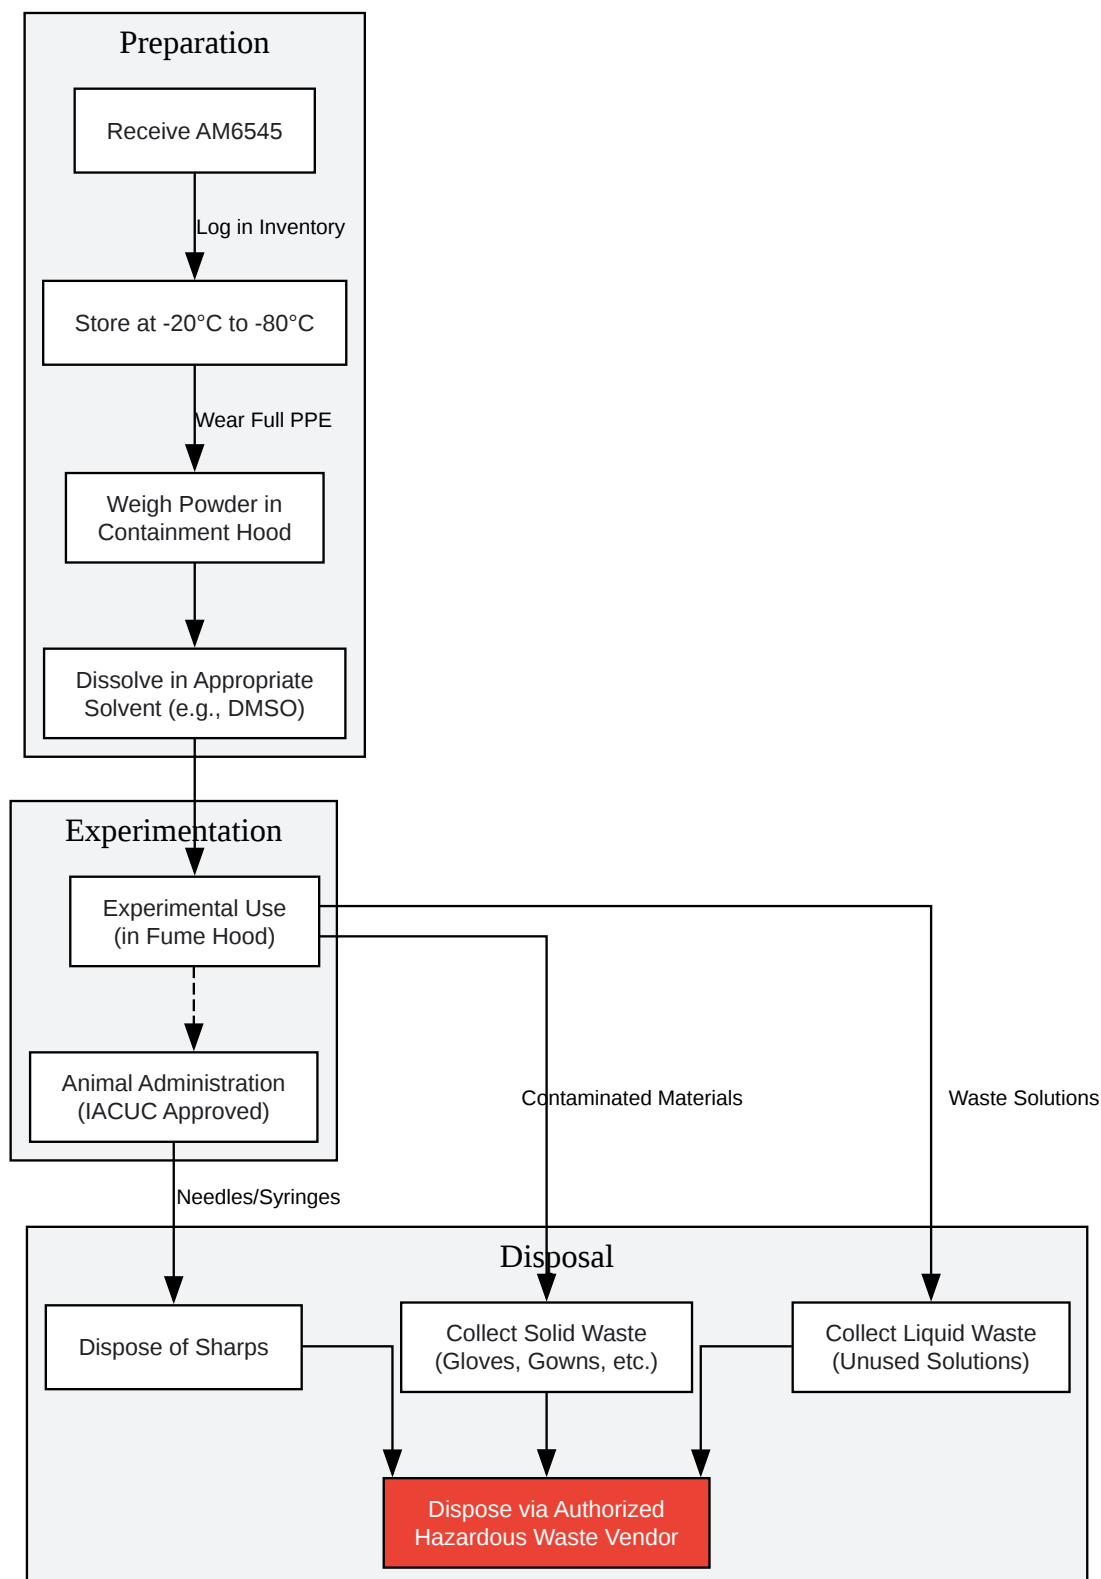 Preparation
Receive AM6545
Log in Inventory
Store at -20°C to -80°C
Wear Full PPE
Weigh Powder in
Containment Hood
Dissolve in Appropriate
Solvent (e.g., DMSO)
Experimentation
Experimental Use
(in Fume Hood)
Animal Administration
(IACUC Approved)
Contaminated Materials
Waste Solutions
Needles/Syringes
Disposal
Dispose of Sharps
Collect Solid Waste
(Gloves, Gowns, etc.)
Collect Liquid Waste
(Unused Solutions)
Dispose via Authorized
Hazardous Waste Vendor